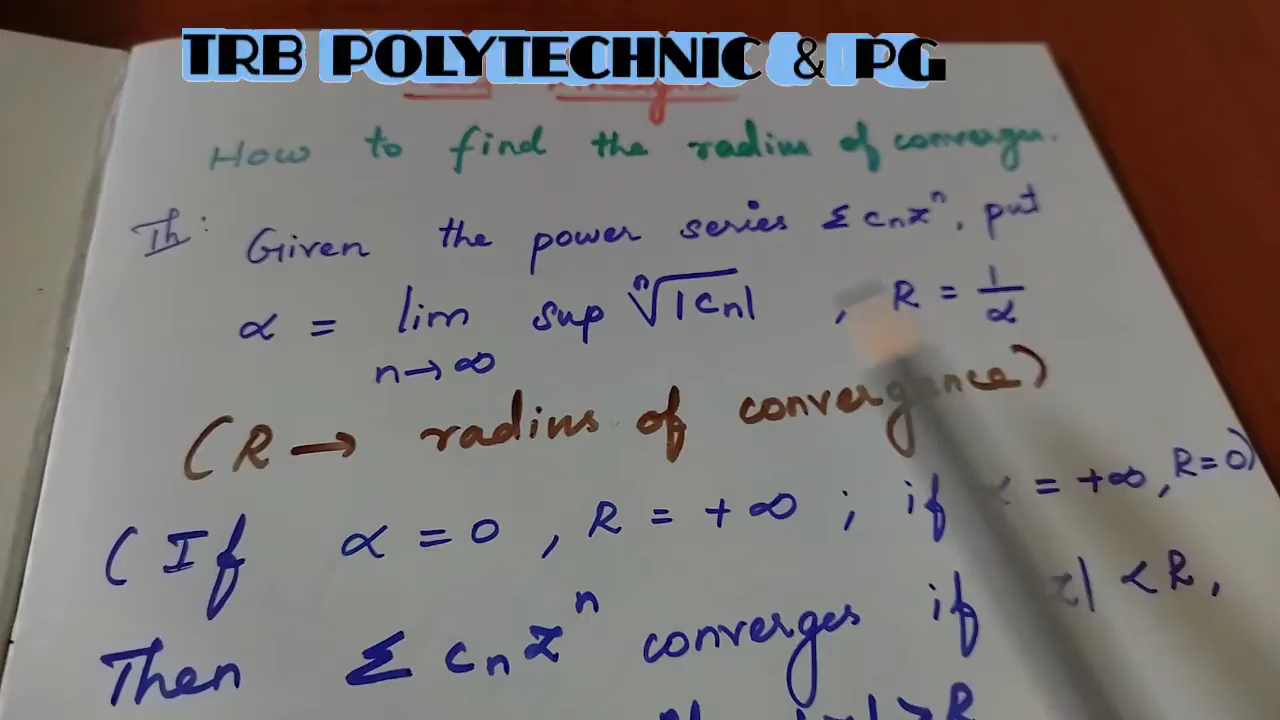 TRB POLYTECHNIC & PG
How to find the radius of convergen.
Th: Given the power series Σ cₙzⁿ, put
α = lim sup ⁿ√|cₙ| , R = 1/α
n→∞
(R → radius of convergence)
(If α = 0, R = +∞ ; if = +∞, R=0)
Then Σ cₙzⁿ converges if z| < R,
> R